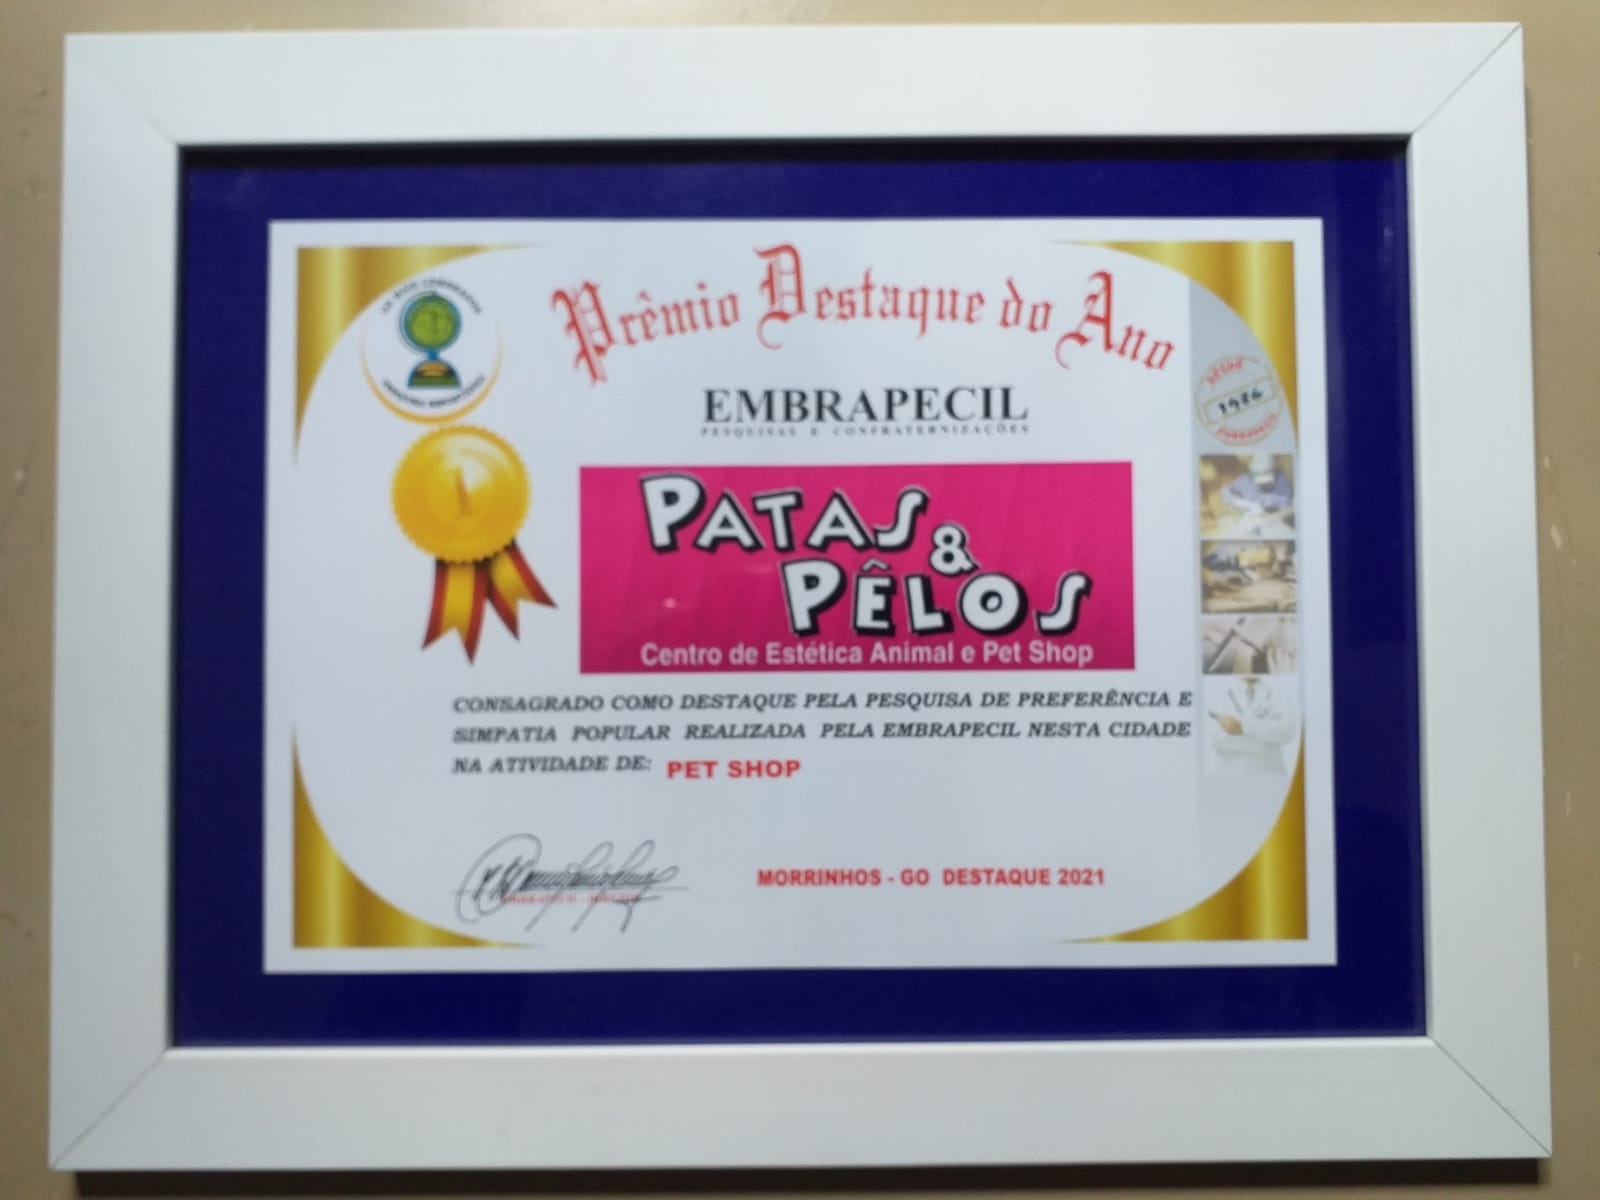 Prêmio Destaque do Ano
EMBRAPECIL
PESQUISAS E CONFRATERNIZAÇÕES
1
PATAS
&
PÊLOS
Centro de Estética Animal e Pet Shop
CONSAGRADO COMO DESTAQUE PELA PESQUISA DE PREFERÊNCIA E
SIMPATIA POPULAR REALIZADA PELA EMBRAPECIL NESTA CIDADE
NA ATIVIDADE DE: PET SHOP
MORRINHOS - GO DESTAQUE 2021